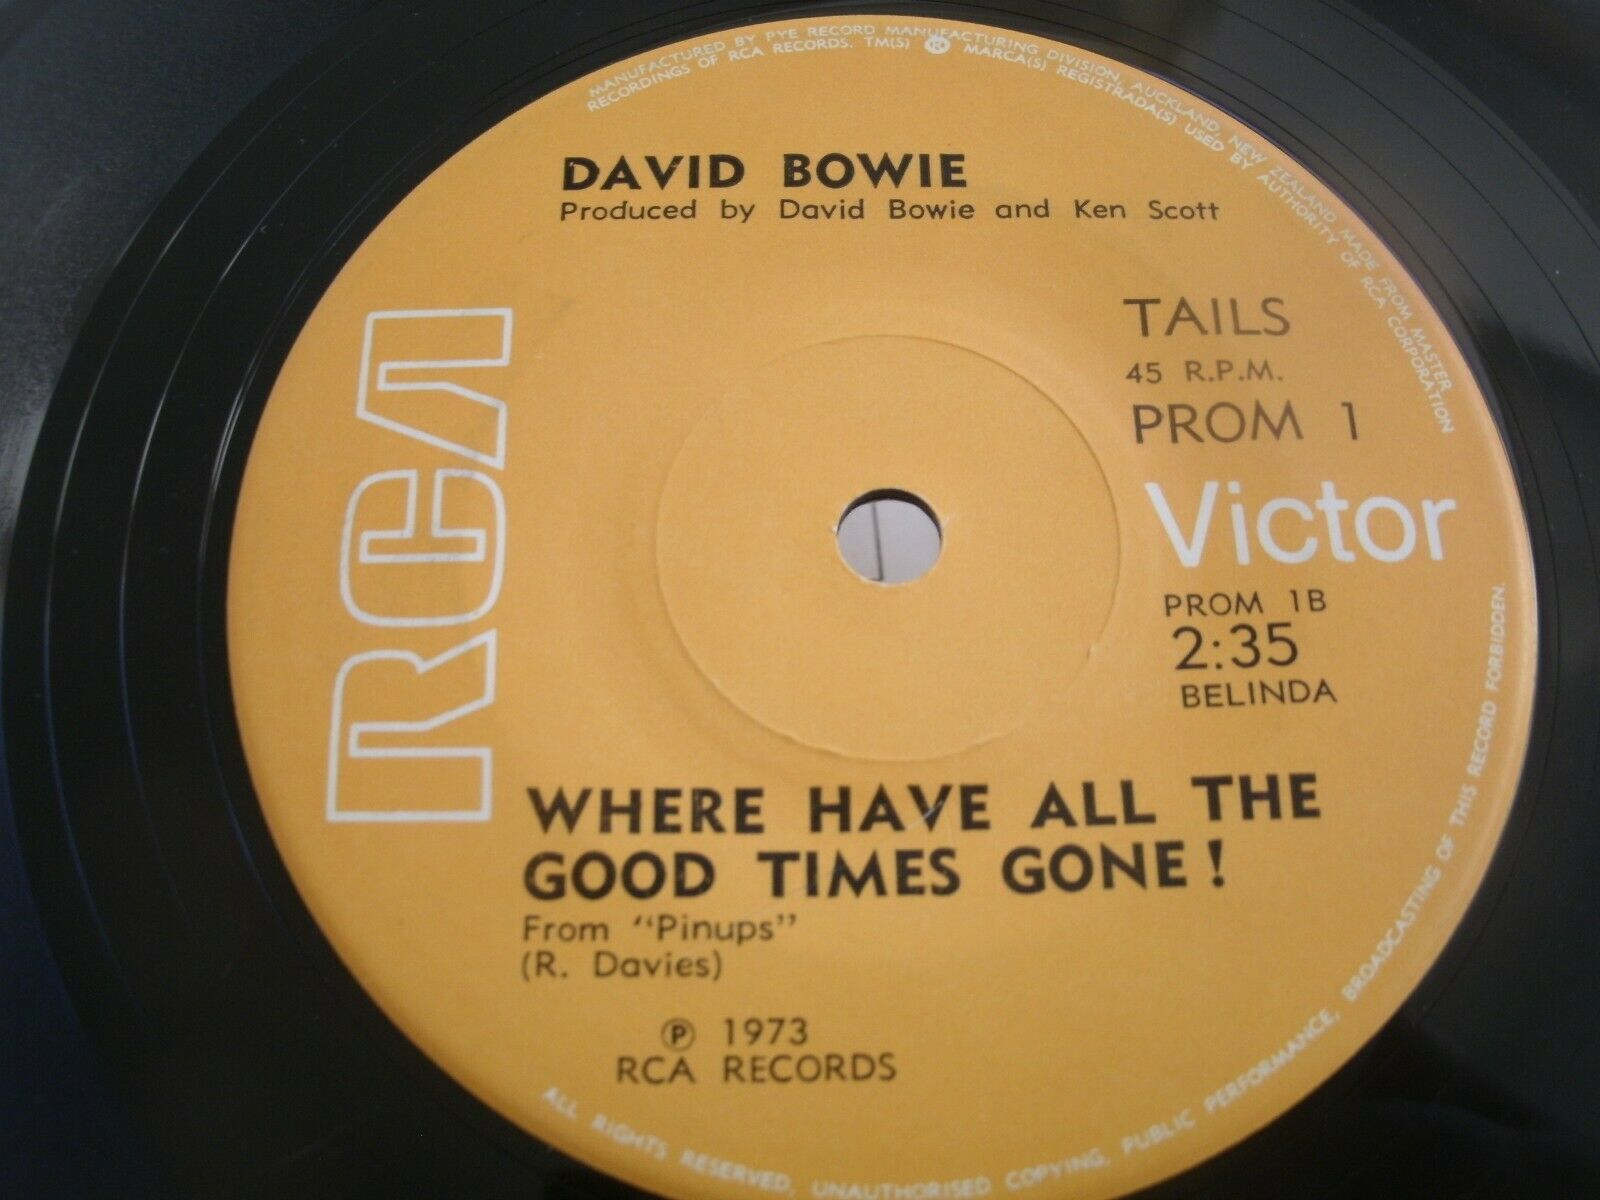 MANUFACTURED BY PYE RECORD MANUFACTURING DIVISION, AUCKLAND, NEW ZEALAND MADE FROM MASTER
RECORDINGS OF RCA RECORDS. TM(S) ® MARCA(S) REGISTRADA(S) USED BY AUTHORITY OF RCA CORPORATION
DAVID BOWIE
Produced by David Bowie and Ken Scott
RCA
TAILS
45 R.P.M.
PROM 1
Victor
PROM 1B
2:35
BELINDA
WHERE HAVE ALL THE
GOOD TIMES GONE!
From "Pinups"
(R. Davies)
℗ 1973
RCA RECORDS
ALL RIGHTS RESERVED, UNAUTHORISED COPYING, PUBLIC PERFORMANCE, BROADCASTING OF THIS RECORD FORBIDDEN.